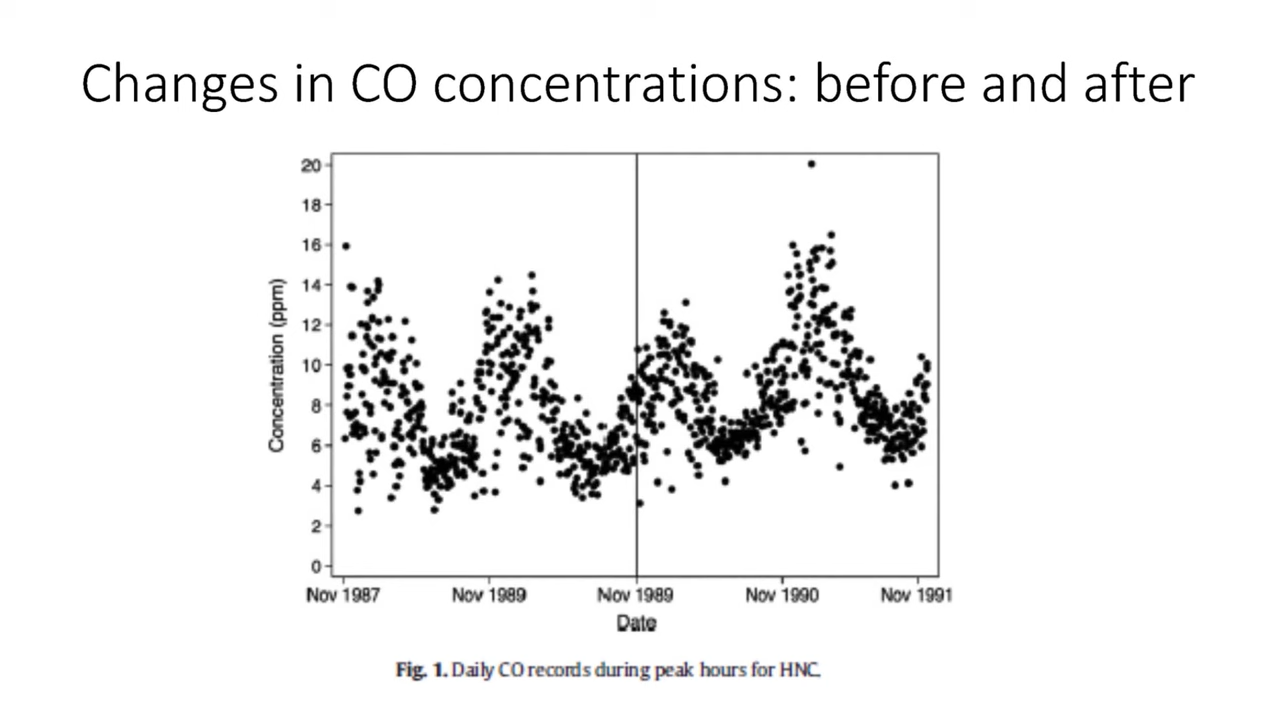 Changes in CO concentrations: before and after
20
18
16
14
12
10
8
6
4
2
0
Concentration (ppm)
Nov 1987 Nov 1989 Nov 1989 Nov 1990 Nov 1991
Date
Fig. 1. Daily CO records during peak hours for HNC.